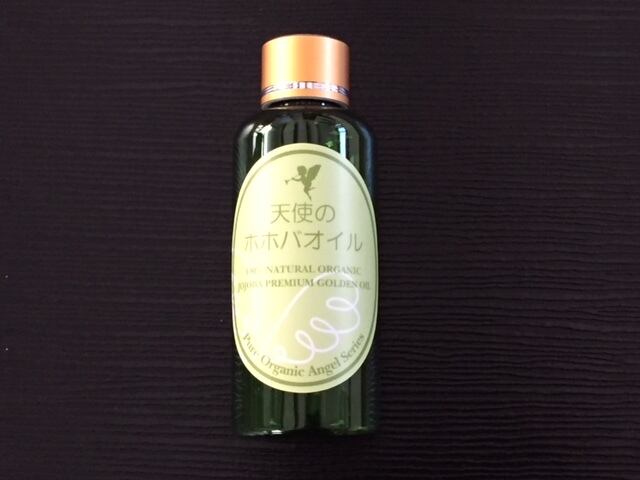 天使の
ホホバオイル
NATURAL ORGANIC
JOJOBA PREMIUM GOLDEN OIL
Pure Organic Angel Series